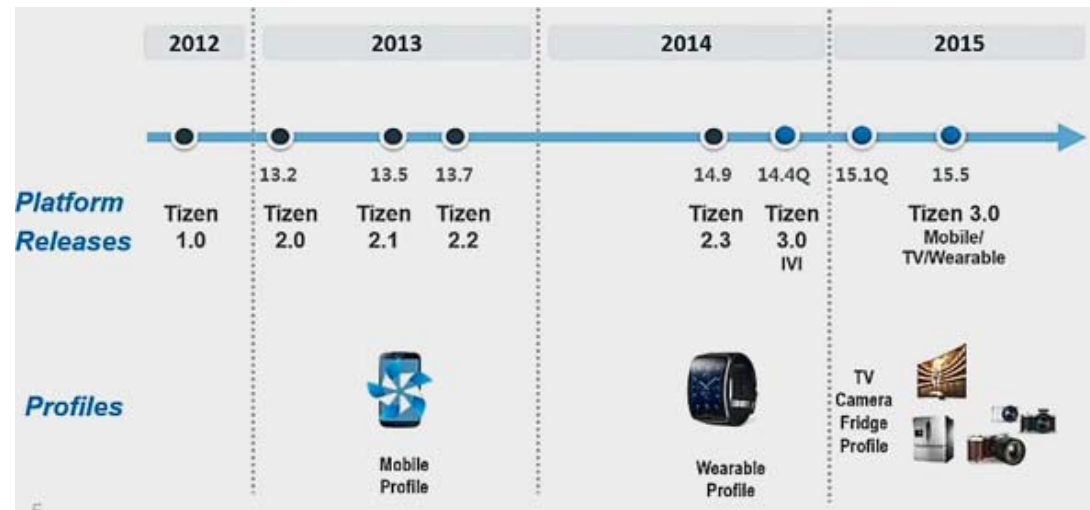 2012
2013
2014
2015
13.2
13.5
13.7
14.9
14.4Q
15.1Q
15.5
Platform
Releases
Tizen
1.0
Tizen
2.0
Tizen
2.1
Tizen
2.2
Tizen
2.3
Tizen
3.0
IVI
Tizen 3.0
Mobile/
TV/Wearable
Profiles
Mobile
Profile
Wearable
Profile
TV
Camera
Fridge
Profile